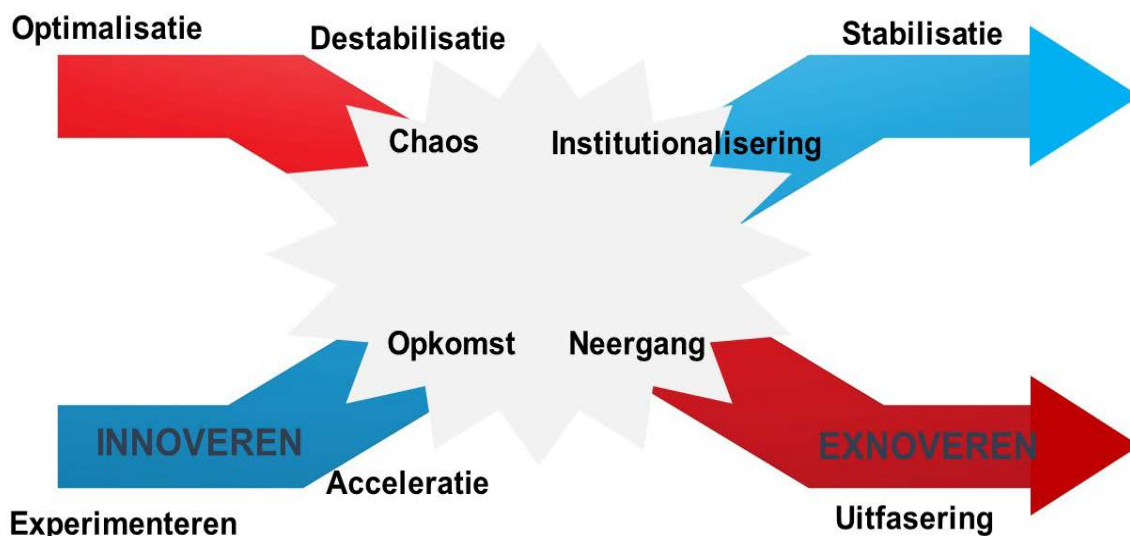 Optimalisatie
Destabilisatie
Stabilisatie
Chaos
Institutionalisering
Opkomst
Neergang
INNOVEREN
EXNOVEREN
Acceleratie
Experimenteren
Uitfasering